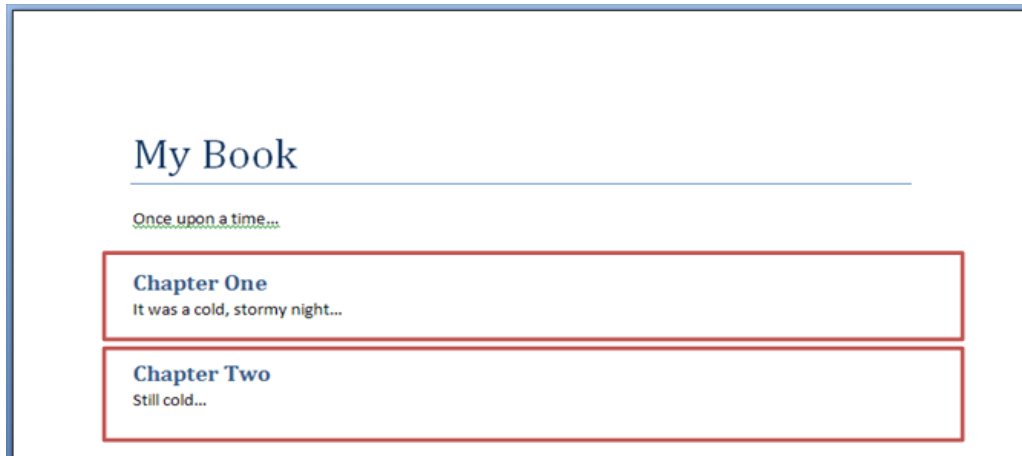 My Book
Once upon a time...
Chapter One
It was a cold, stormy night...
Chapter Two
Still cold...